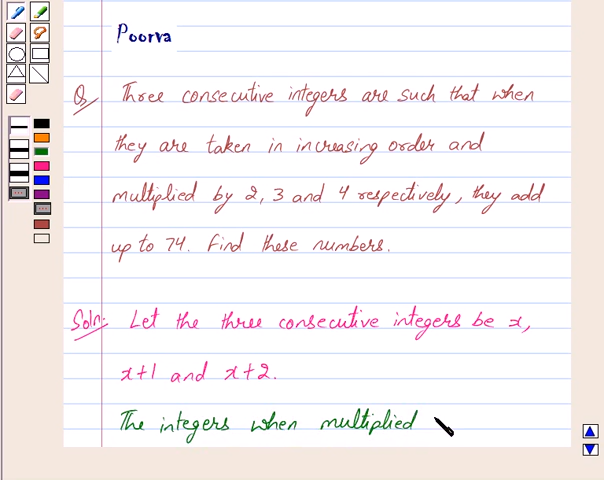 Poorva
Q/ Three consecutive integers are such that when
they are taken in increasing order and
multiplied by 2, 3 and 4 respectively, they add
up to 74. Find these numbers.
Soln: Let the three consecutive integers be x,
x+1 and x+2.
The integers when multiplied